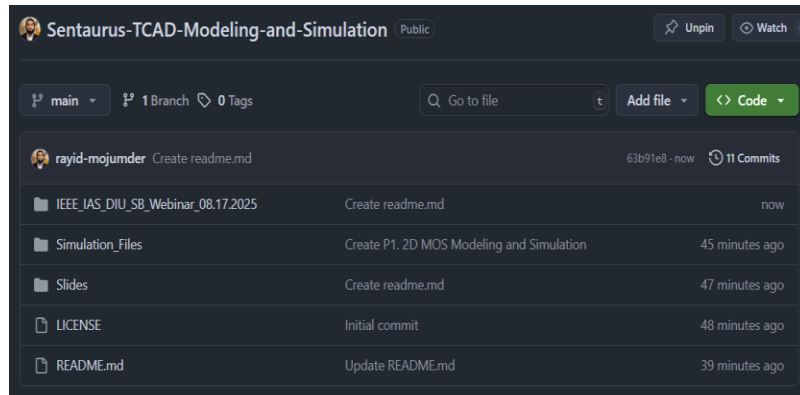 Sentaurus-TCAD-Modeling-and-Simulation Public Unpin Watch
main 1 Branch 0 Tags Go to file t Add file Code
rayid-mojumder Create readme.md 63b91e8 · now 11 Commits
IEEE_IAS_DIU_SB_Webinar_08.17.2025 Create readme.md now
Simulation_Files Create P1. 2D MOS Modeling and Simulation 45 minutes ago
Slides Create readme.md 47 minutes ago
LICENSE Initial commit 48 minutes ago
README.md Update README.md 39 minutes ago